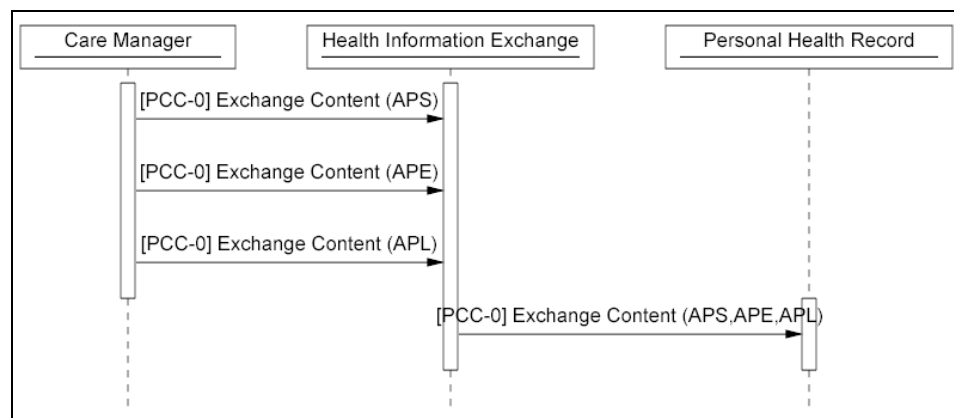 Care Manager
Health Information Exchange
Personal Health Record
[PCC-0] Exchange Content (APS)
[PCC-0] Exchange Content (APE)
[PCC-0] Exchange Content (APL)
[PCC-0] Exchange Content (APS,APE,APL)